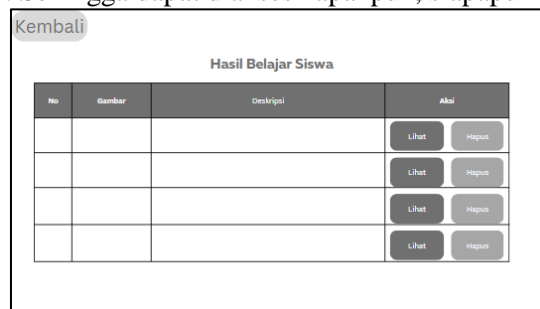 Kembali
Hasil Belajar Siswa
No Gambar Deskripsi Aksi
Lihat Hapus
Lihat Hapus
Lihat Hapus
Lihat Hapus